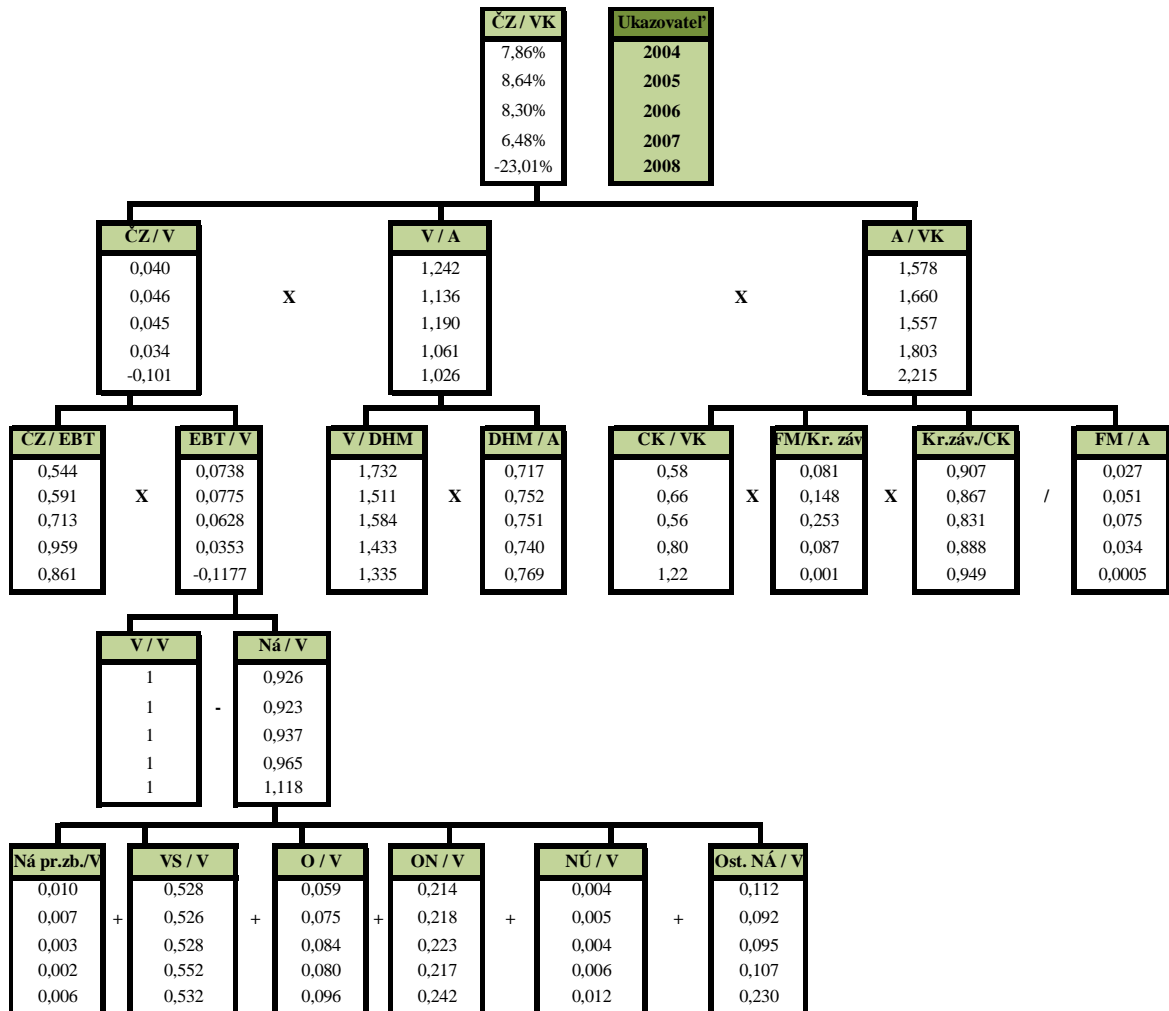 ČZ / VK Ukazovateľ
7,86% 2004
8,64% 2005
8,30% 2006
6,48% 2007
-23,01% 2008
ČZ / V V / A A / VK
0,040 1,242 1,578
0,046 X 1,136 X 1,660
0,045 1,190 1,557
0,034 1,061 1,803
-0,101 1,026 2,215
ČZ / EBT EBT / V V / DHM DHM / A CK / VK FM/Kr. záv Kr.záv./CK FM / A
0,544 0,0738 1,732 0,717 0,58 0,081 0,907 0,027
0,591 X 0,0775 1,511 X 0,752 0,66 X 0,148 X 0,867 / 0,051
0,713 0,0628 1,584 0,751 0,56 0,253 0,831 0,075
0,959 0,0353 1,433 0,740 0,80 0,087 0,888 0,034
0,861 -0,1177 1,335 0,769 1,22 0,001 0,949 0,0005
V / V Ná / V
1 0,926
1 - 0,923
1 0,937
1 0,965
1 1,118
Ná pr.zb./V VS / V O / V ON / V NÚ / V Ost. NÁ / V
0,010 0,528 0,059 0,214 0,004 0,112
0,007 + 0,526 + 0,075 + 0,218 + 0,005 + 0,092
0,003 0,528 0,084 0,223 0,004 0,095
0,002 0,552 0,080 0,217 0,006 0,107
0,006 0,532 0,096 0,242 0,012 0,230